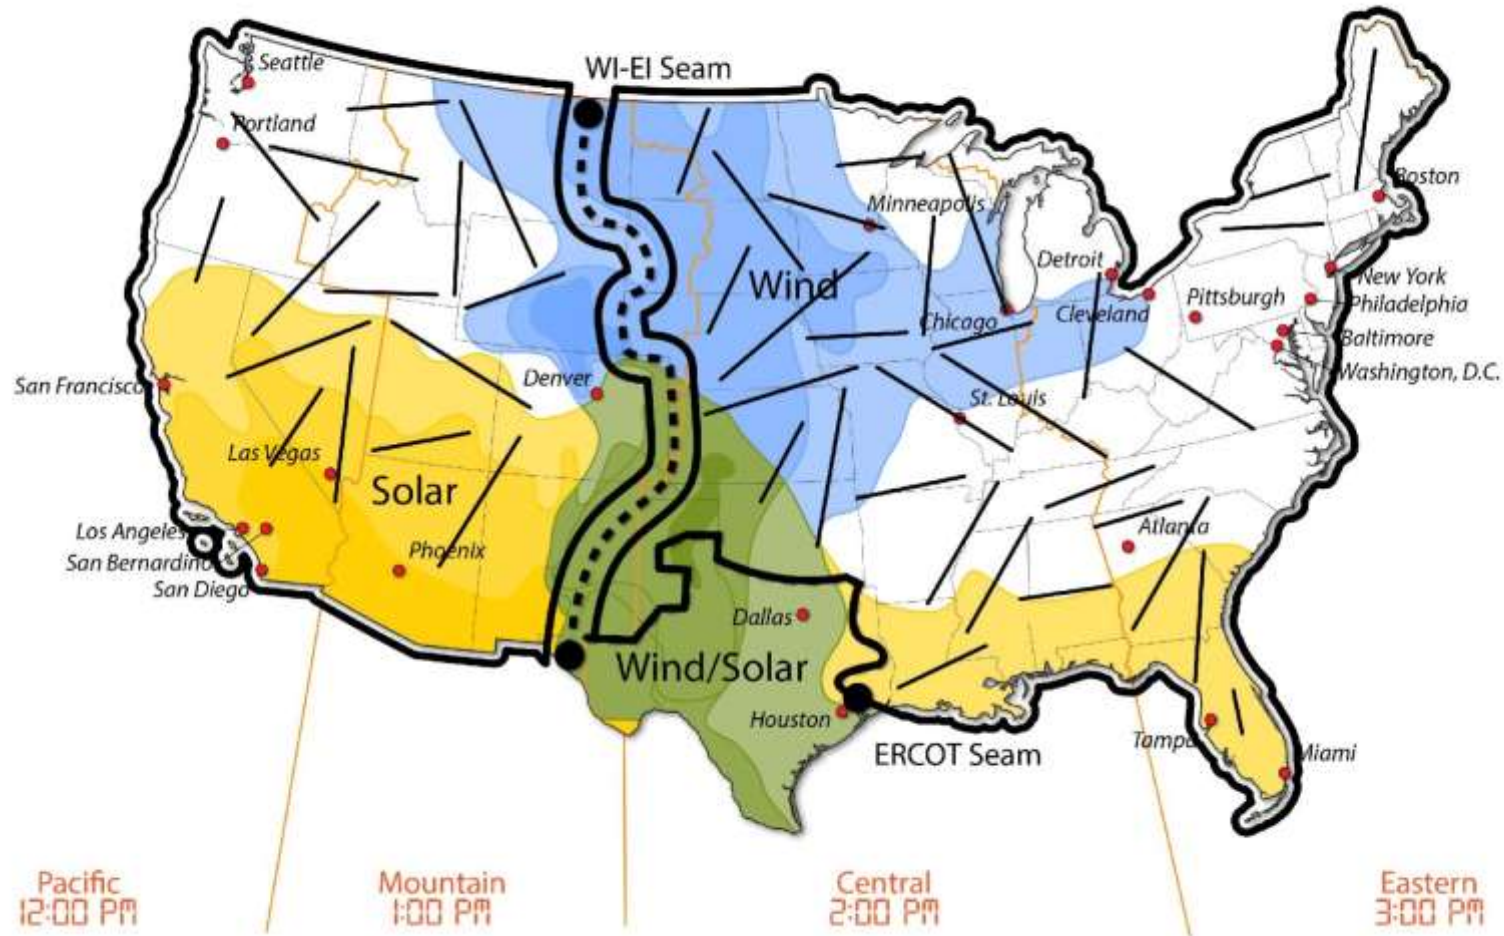 WI-EI Seam
Seattle
Portland
Boston
Minneapolis
Detroit
New York
Wind
Pittsburgh
Philadelphia
Chicago
Cleveland
Baltimore
Washington, D.C.
San Francisco
Denver
St. Louis
Las Vegas
Solar
Los Angeles
Atlanta
San Bernardino
Phoenix
San Diego
Dallas
Wind/Solar
Houston
ERCOT Seam
Tampa
Miami
Pacific
12:00 PM
Mountain
1:00 PM
Central
2:00 PM
Eastern
3:00 PM